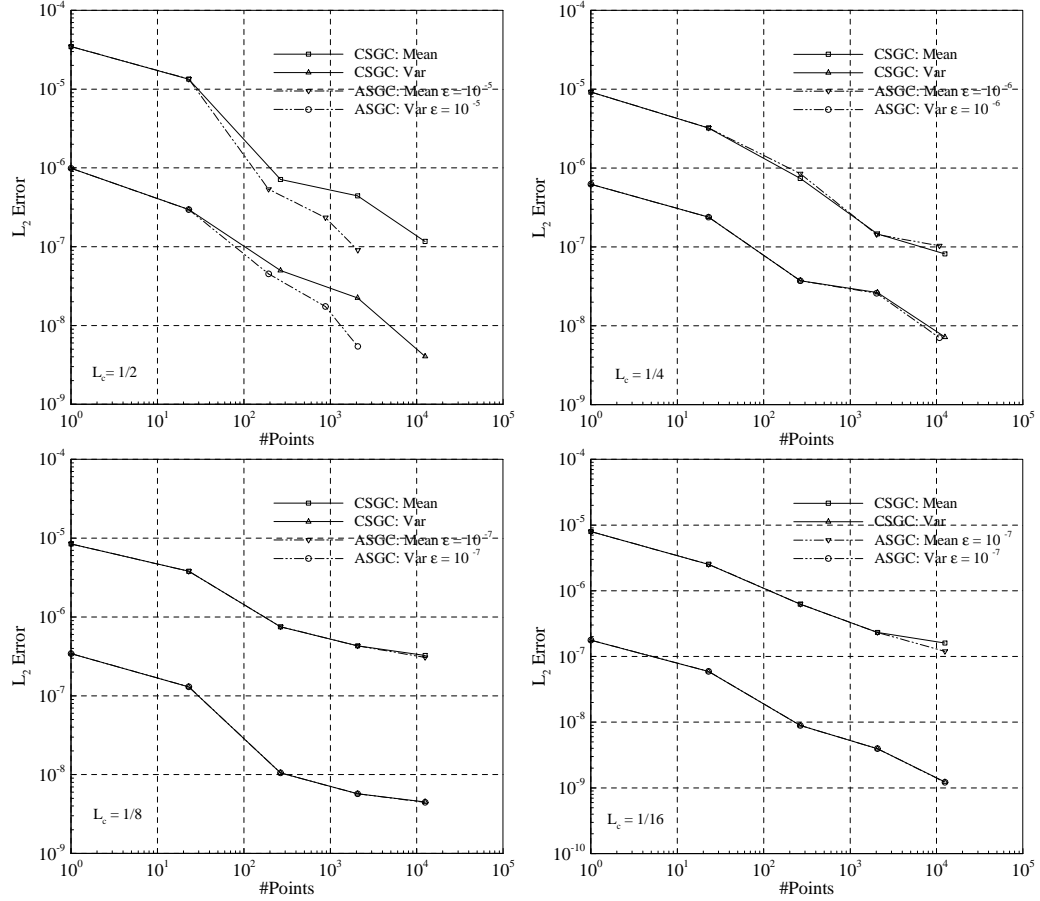 10^-4
10^-5
10^-6
10^-7
10^-8
10^-9
L_2 Error
CSGC: Mean
CSGC: Var
ASGC: Mean ε = 10^-5
ASGC: Var ε = 10^-5
L_c = 1/2
10^0 10^1 10^2 10^3 10^4 10^5
#Points
10^-4
10^-5
10^-6
10^-7
10^-8
10^-9
L_2 Error
CSGC: Mean
CSGC: Var
ASGC: Mean ε = 10^-6
ASGC: Var ε = 10^-6
L_c = 1/4
10^0 10^1 10^2 10^3 10^4 10^5
#Points
10^-4
10^-5
10^-6
10^-7
10^-8
10^-9
L_2 Error
CSGC: Mean
CSGC: Var
ASGC: Mean ε = 10^-7
ASGC: Var ε = 10^-7
L_c = 1/8
10^0 10^1 10^2 10^3 10^4 10^5
#Points
10^-4
10^-5
10^-6
10^-7
10^-8
10^-9
10^-10
L_2 Error
CSGC: Mean
CSGC: Var
ASGC: Mean ε = 10^-7
ASGC: Var ε = 10^-7
L_c = 1/16
10^0 10^1 10^2 10^3 10^4 10^5
#Points